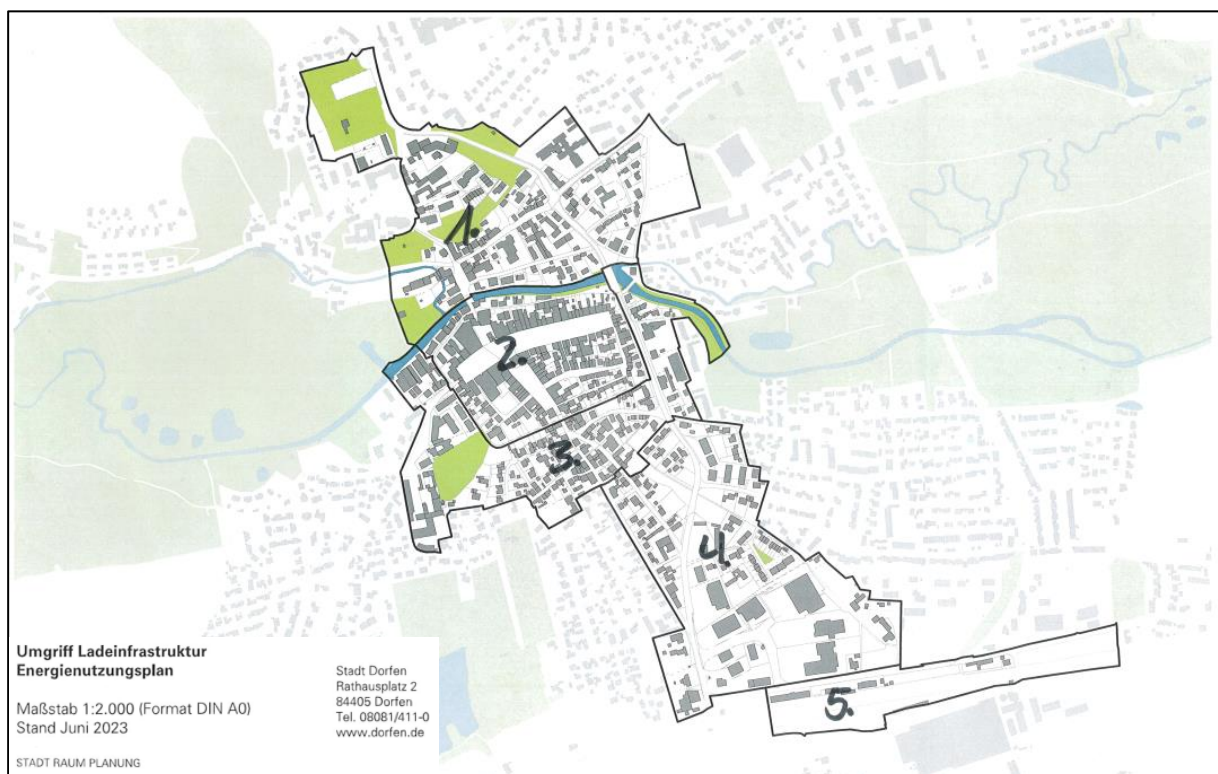 1.
2.
3.
4.
5.
Umgriff Ladeinfrastruktur
Energienutzungsplan
Maßstab 1:2.000 (Format DIN A0)
Stand Juni 2023
STADT RAUM PLANUNG
Stadt Dorfen
Rathausplatz 2
84405 Dorfen
Tel. 08081/411-0
www.dorfen.de